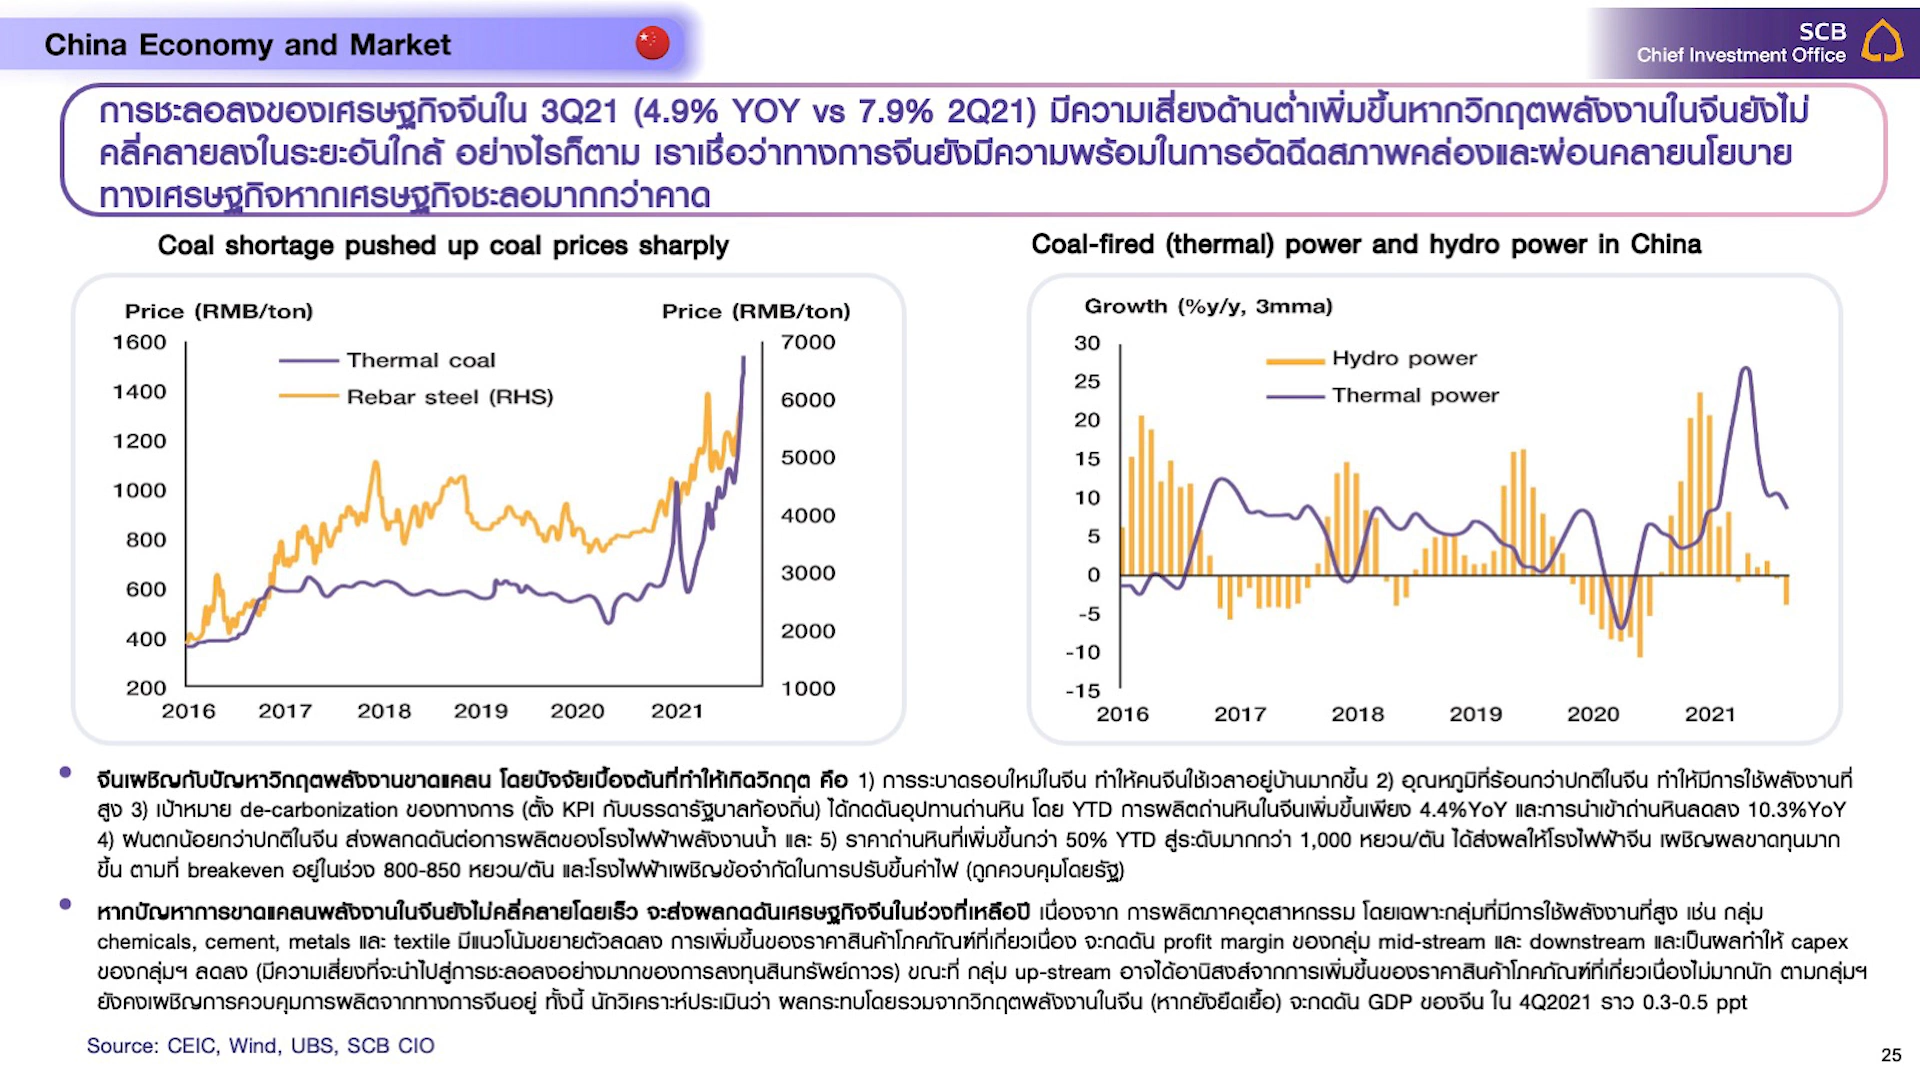 China Economy and Market
SCB
Chief Investment Office
การชะลอลงของเศรษฐกิจจีนใน 3Q21 (4.9% YOY vs 7.9% 2Q21) มีความเสี่ยงด้านต่ำเพิ่มขึ้นหากวิกฤตพลังงานในจีนยังไม่
คลี่คลายลงในระยะอันใกล้ อย่างไรก็ตาม เราเชื่อว่าทางการจีนยังมีความพร้อมในการอัดฉีดสภาพคล่องและผ่อนคลายนโยบาย
ทางเศรษฐกิจหากเศรษฐกิจชะลอมากกว่าคาด
Coal shortage pushed up coal prices sharply
Price (RMB/ton)
Price (RMB/ton)
1600
1400
1200
1000
800
600
400
200
Thermal coal
Rebar steel (RHS)
7000
6000
5000
4000
3000
2000
1000
2016 2017 2018 2019 2020 2021
Coal-fired (thermal) power and hydro power in China
Growth (%y/y, 3mma)
30
25
20
15
10
5
0
-5
-10
-15
Hydro power
Thermal power
2016 2017 2018 2019 2020 2021
• จีนเผชิญกับปัญหาวิกฤตพลังงานขาดแคลน โดยปัจจัยเบื้องต้นที่ทำให้เกิดวิกฤต คือ 1) การระบาดรอบใหม่ในจีน ทำให้คนจีนใช้เวลาอยู่บ้านมากขึ้น 2) อุณหภูมิที่ร้อนกว่าปกติในจีน ทำให้มีการใช้พลังงานที่
สูง 3) เป้าหมาย de-carbonization ของทางการ (ตั้ง KPI กับบรรดารัฐบาลท้องถิ่น) ได้กดดันอุปทานถ่านหิน โดย YTD การผลิตถ่านหินในจีนเพิ่มขึ้นเพียง 4.4%YoY และการนำเข้าถ่านหินลดลง 10.3%YoY
4) ฝนตกน้อยกว่าปกติในจีน ส่งผลกดดันต่อการผลิตของโรงไฟฟ้าพลังงานน้ำ และ 5) ราคาถ่านหินที่เพิ่มขึ้นกว่า 50% YTD สู่ระดับมากกว่า 1,000 หยวน/ตัน ได้ส่งผลให้โรงไฟฟ้าจีน เผชิญผลขาดทุนมาก
ขึ้น ตามที่ breakeven อยู่ในช่วง 800-850 หยวน/ตัน และโรงไฟฟ้าเผชิญข้อจำกัดในการปรับขึ้นค่าไฟ (ถูกควบคุมโดยรัฐ)
• หากปัญหาการขาดแคลนพลังงานในจีนยังไม่คลี่คลายโดยเร็ว จะส่งผลกดดันเศรษฐกิจจีนในช่วงที่เหลือปี เนื่องจาก การผลิตภาคอุตสาหกรรม โดยเฉพาะกลุ่มที่มีการใช้พลังงานที่สูง เช่น กลุ่ม
chemicals, cement, metals และ textile มีแนวโน้มขยายตัวลดลง การเพิ่มขึ้นของราคาสินค้าโภคภัณฑ์ที่เกี่ยวเนื่อง จะกดดัน profit margin ของกลุ่ม mid-stream และ downstream และเป็นผลทำให้ capex
ของกลุ่มฯ ลดลง (มีความเสี่ยงที่จะนำไปสู่การชะลอลงอย่างมากของการลงทุนสินทรัพย์ถาวร) ขณะที่ กลุ่ม up-stream อาจได้อานิสงส์จากการเพิ่มขึ้นของราคาสินค้าโภคภัณฑ์ที่เกี่ยวเนื่องไม่มากนัก ตามกลุ่มฯ
ยังคงเผชิญการควบคุมการผลิตจากทางการจีนอยู่ ทั้งนี้ นักวิเคราะห์ประเมินว่า ผลกระทบโดยรวมจากวิกฤตพลังงานในจีน (หากยังยืดเยื้อ) จะกดดัน GDP ของจีน ใน 4Q2021 ราว 0.3-0.5 ppt
Source: CEIC, Wind, UBS, SCB CIO
25